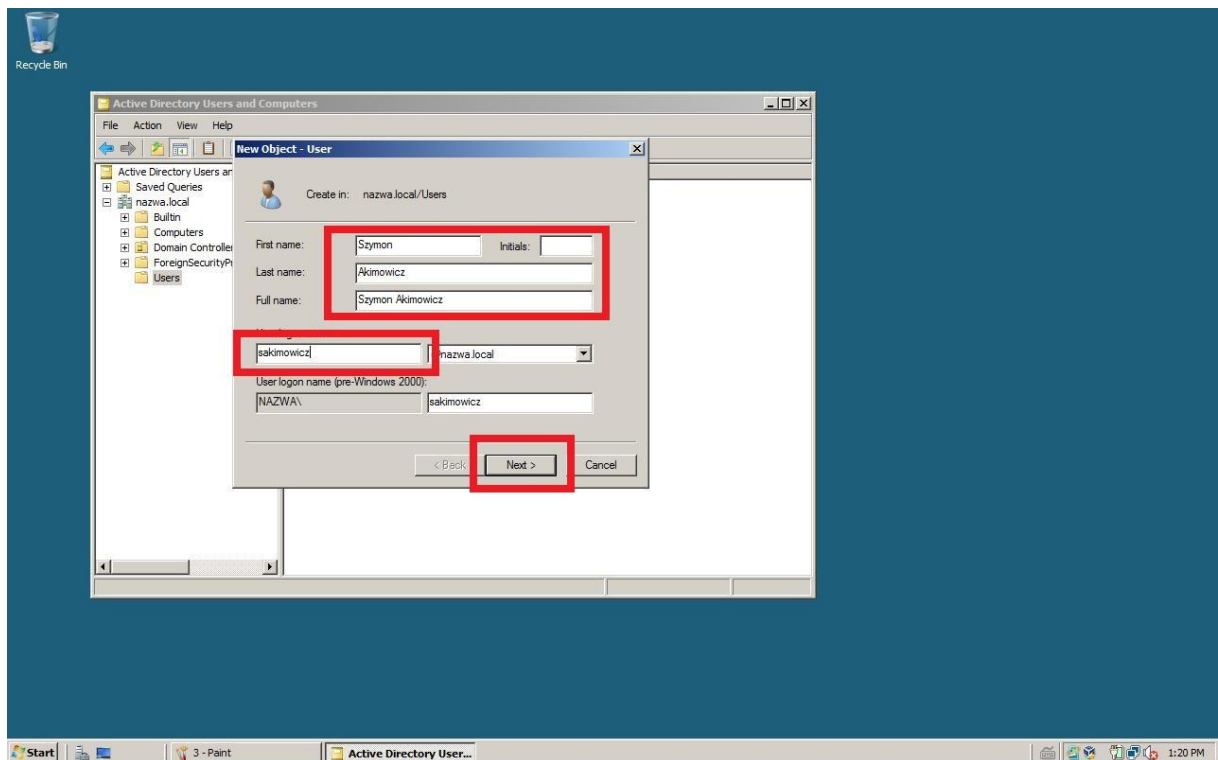 Recycle Bin
Active Directory Users and Computers
File Action View Help
New Object - User
Active Directory Users ar
Saved Queries
nazwa.local
Builtin
Computers
Domain Controller
ForeignSecurityPr
Users
Create in: nazwa.local/Users
First name: Szymon Initials:
Last name: Akimowicz
Full name: Szymon Akimowicz
sakimowicz nazwa.local
User logon name (pre-Windows 2000):
NAZWA\ sakimowicz
< Back Next > Cancel
Start 3 - Paint Active Directory User... 1:20 PM